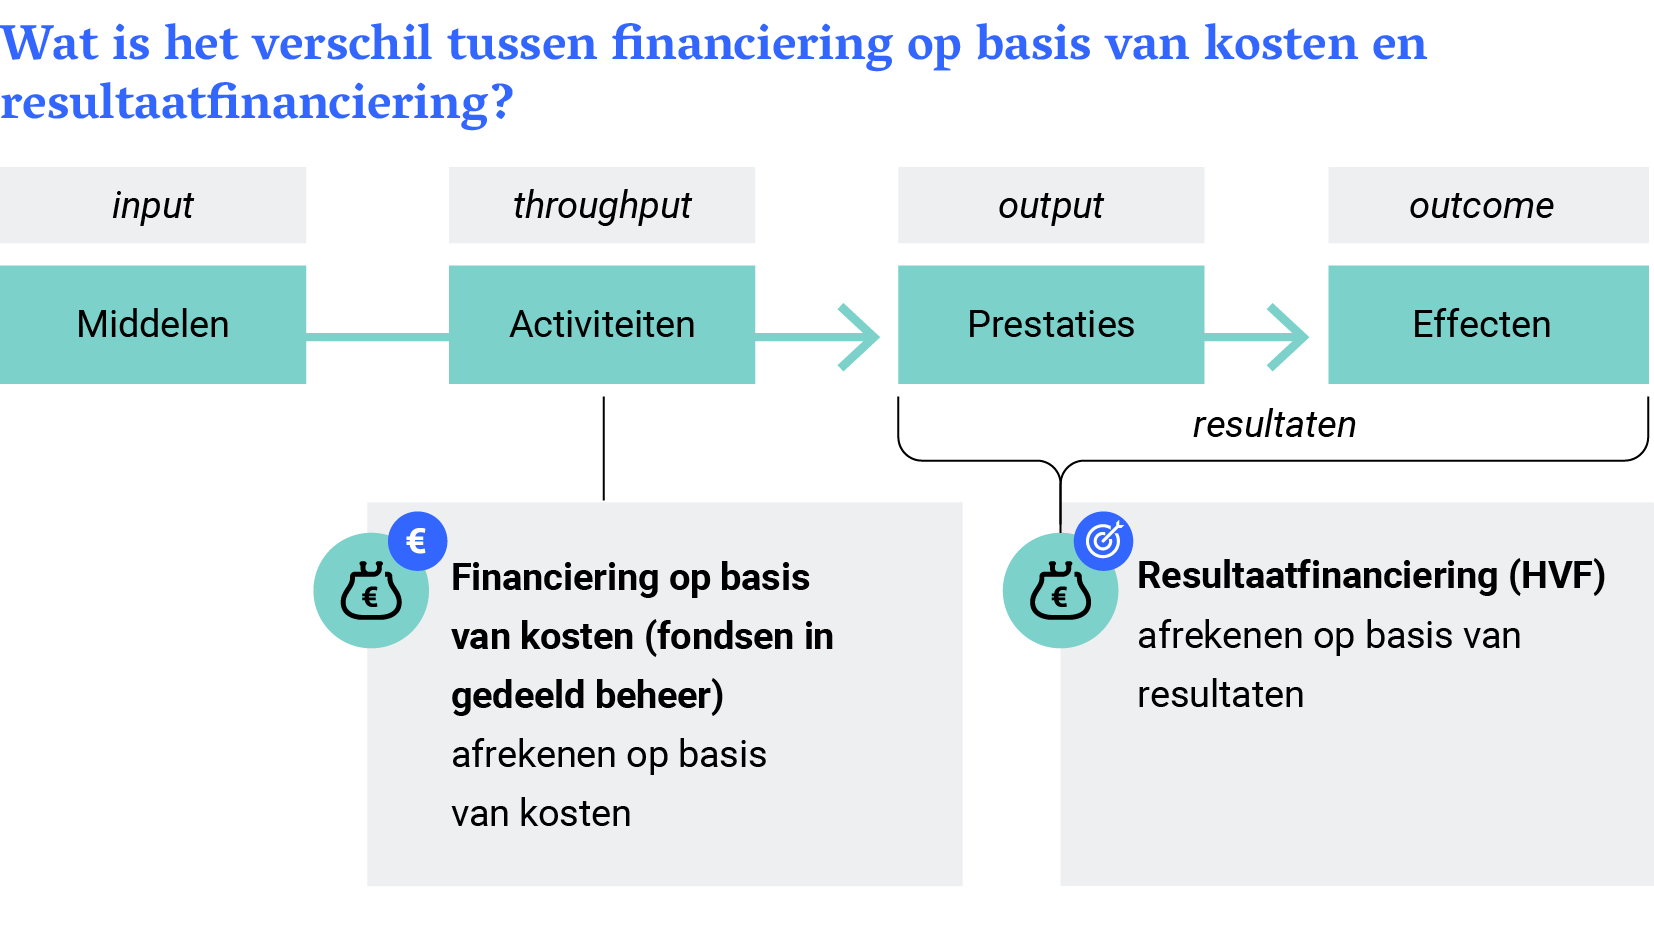 Wat is het verschil tussen financiering op basis van kosten en
resultaatfinanciering?
input
throughput
output
outcome
Middelen
Activiteiten
Prestaties
Effecten
resultaten
€
€
Financiering op basis
van kosten (fondsen in
gedeeld beheer)
afrekenen op basis
van kosten
€
Resultaatfinanciering (HVF)
afrekenen op basis van
resultaten